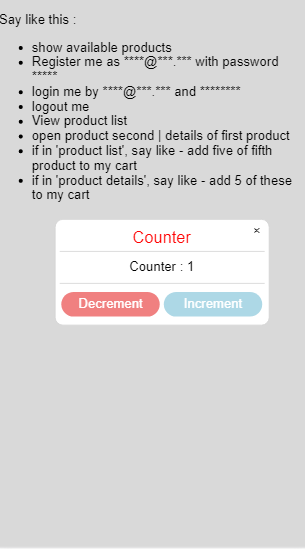 Say like this :
• show available products
• Register me as ****@***.*** with password
*****
• login me by ****@***.*** and ********
• logout me
• View product list
• open product second | details of first product
• if in 'product list', say like - add five of fifth
product to my cart
• if in 'product details', say like - add 5 of these
to my cart
×
Counter
Counter : 1
Decrement Increment